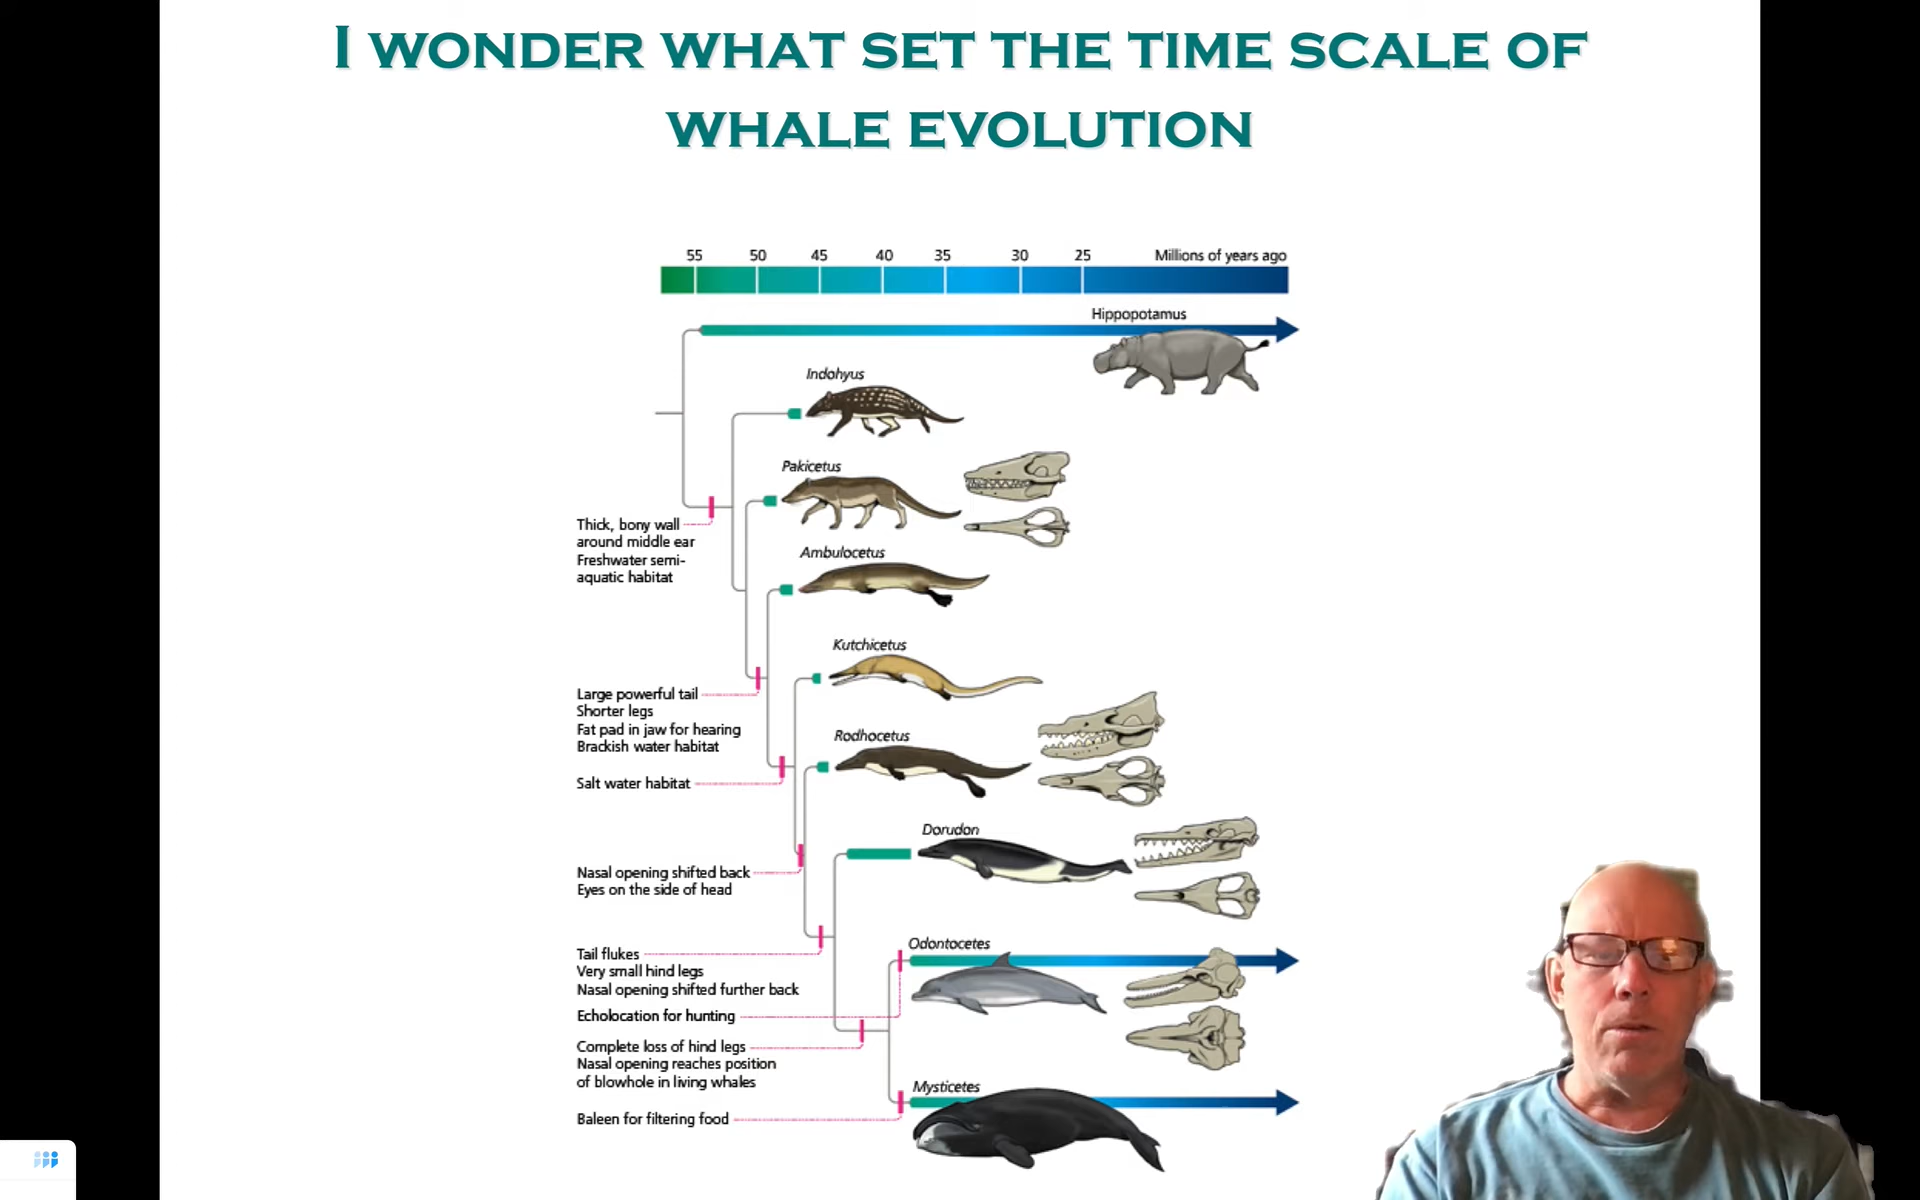 I WONDER WHAT SET THE TIME SCALE OF
WHALE EVOLUTION
55 50 45 40 35 30 25 Millions of years ago
Hippopotamus
Indohyus
Pakicetus
Thick, bony wall
around middle ear
Freshwater semi-
aquatic habitat
Ambulocetus
Kutchicetus
Large powerful tail
Shorter legs
Fat pad in jaw for hearing
Brackish water habitat
Rodhocetus
Salt water habitat
Dorudon
Nasal opening shifted back
Eyes on the side of head
Odontocetes
Tail flukes
Very small hind legs
Nasal opening shifted further back
Echolocation for hunting
Complete loss of hind legs
Nasal opening reaches position
of blowhole in living whales
Mysticetes
Baleen for filtering food